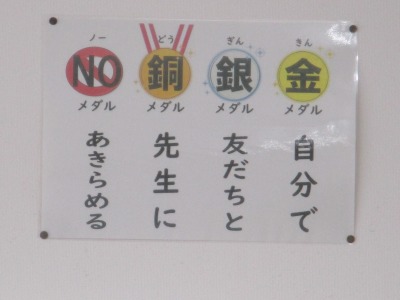 きん
金
メダル
自分で
ぎん
銀
メダル
友だちと
どう
銅
メダル
先生に
ノー
NO
メダル
あきらめる